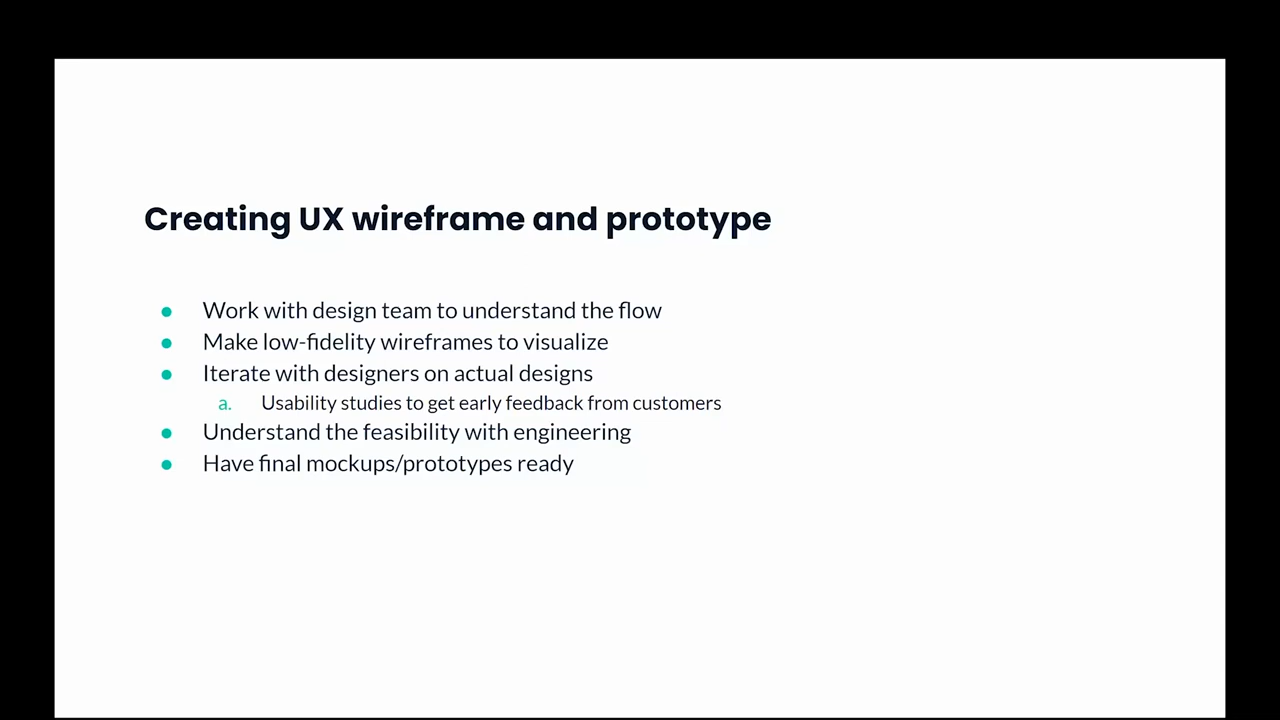 Creating UX wireframe and prototype
● Work with design team to understand the flow
● Make low-fidelity wireframes to visualize
● Iterate with designers on actual designs
a. Usability studies to get early feedback from customers
● Understand the feasibility with engineering
● Have final mockups/prototypes ready